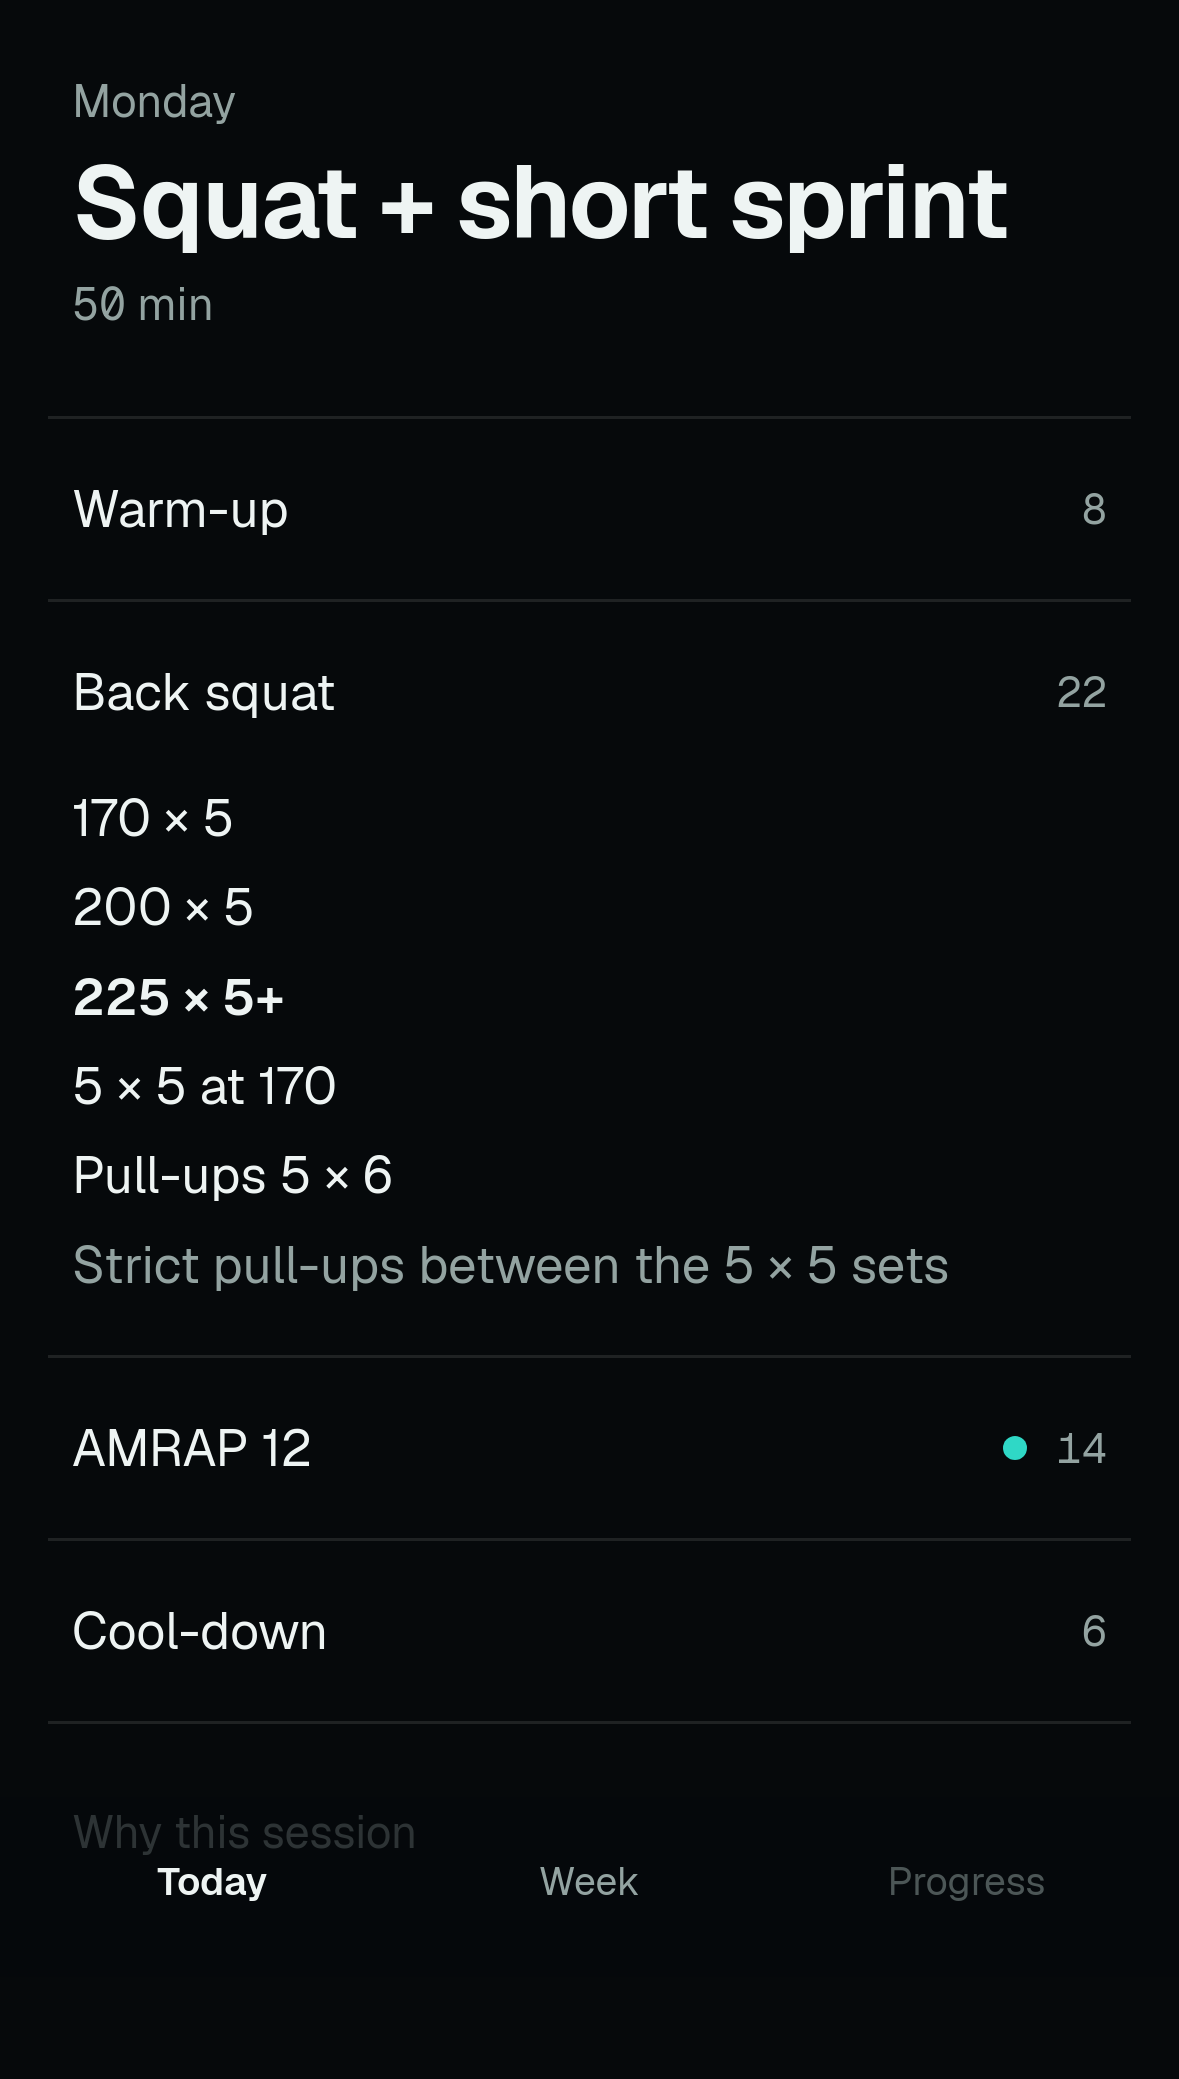 Monday
Squat + short sprint
50 min
Warm-up 8
Back squat 22
170 × 5
200 × 5
225 × 5+
5 × 5 at 170
Pull-ups 5 × 6
Strict pull-ups between the 5 × 5 sets
AMRAP 12 14
Cool-down 6
Why this session
Today Week Progress